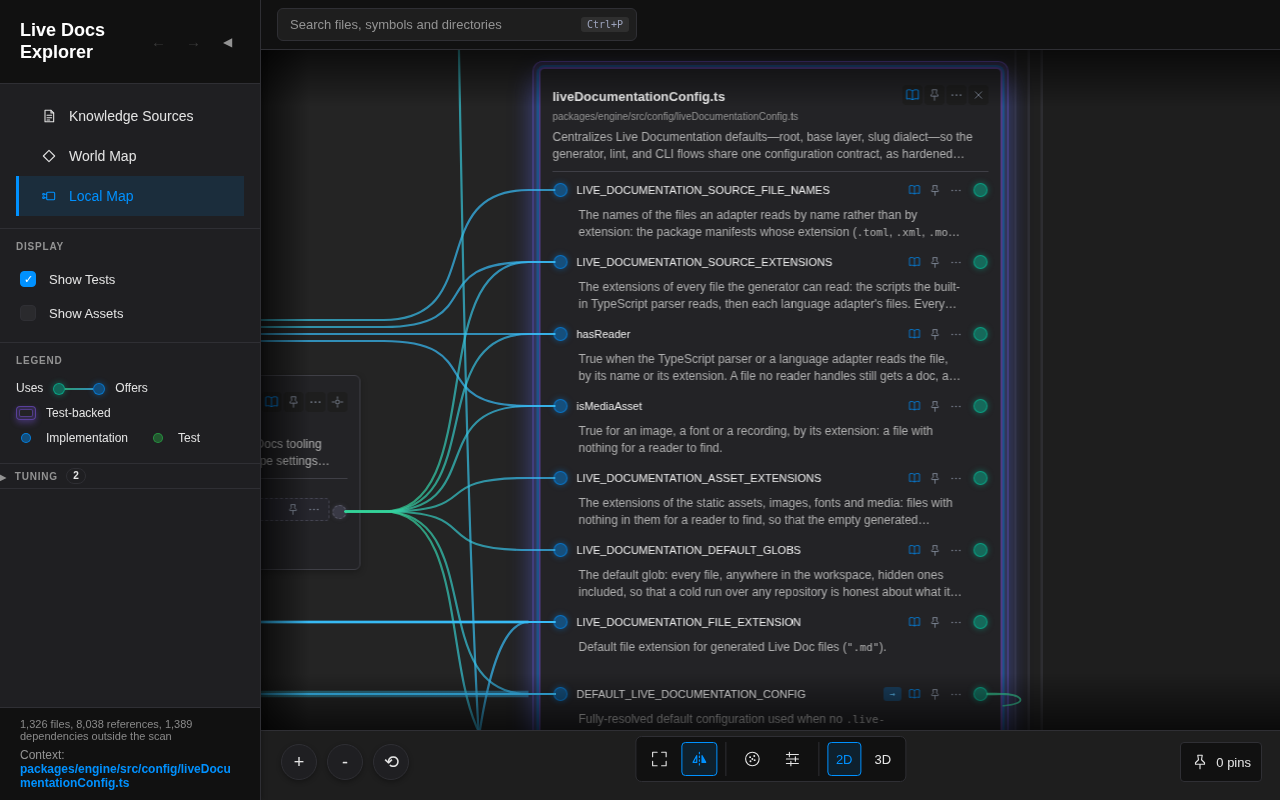 Live Docs
Explorer
← → ◀
Search files, symbols and directories
Ctrl+P
Knowledge Sources
World Map
Local Map
DISPLAY
✓ Show Tests
Show Assets
LEGEND
Uses Offers
Test-backed
Implementation Test
TUNING 2
1,326 files, 8,038 references, 1,389
dependencies outside the scan
Context:
packages/engine/src/config/liveDocu
mentationConfig.ts
Docs tooling
pe settings…
liveDocumentationConfig.ts
packages/engine/src/config/liveDocumentationConfig.ts
Centralizes Live Documentation defaults—root, base layer, slug dialect—so the
generator, lint, and CLI flows share one configuration contract, as hardened…
LIVE_DOCUMENTATION_SOURCE_FILE_NAMES
The names of the files an adapter reads by name rather than by
extension: the package manifests whose extension (.toml, .xml, .mo…
LIVE_DOCUMENTATION_SOURCE_EXTENSIONS
The extensions of every file the generator can read: the scripts the built-
in TypeScript parser reads, then each language adapter's files. Every…
hasReader
True when the TypeScript parser or a language adapter reads the file,
by its name or its extension. A file no reader handles still gets a doc, a…
isMediaAsset
True for an image, a font or a recording, by its extension: a file with
nothing for a reader to find.
LIVE_DOCUMENTATION_ASSET_EXTENSIONS
The extensions of the static assets, images, fonts and media: files with
nothing in them for a reader to find, so that the empty generated…
LIVE_DOCUMENTATION_DEFAULT_GLOBS
The default glob: every file, anywhere in the workspace, hidden ones
included, so that a cold run over any repository is honest about what it…
LIVE_DOCUMENTATION_FILE_EXTENSION
Default file extension for generated Live Doc files (".md").
DEFAULT_LIVE_DOCUMENTATION_CONFIG →
Fully-resolved default configuration used when no .live-
+ - ⟲
2D 3D
0 pins